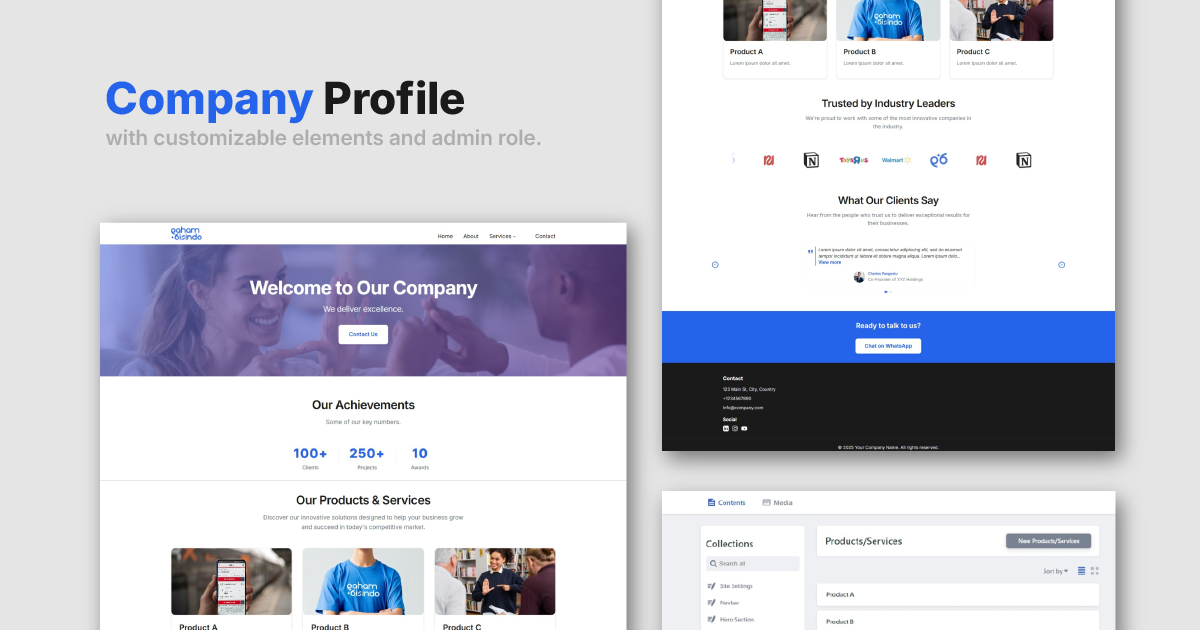 Company Profile
with customizable elements and admin role.
gaham
bisindo
Home About Services Contact
Welcome to Our Company
We deliver excellence.
Contact Us
Our Achievements
Some of our key numbers.
100+ 250+ 10
Clients Projects Awards
Our Products & Services
Discover our innovative solutions designed to help your business grow
and succeed in today's competitive market.
gaham
bisindo
Product A Product B Product C
gaham
bisindo
Product A Product B Product C
Lorem ipsum dolor sit amet. Lorem ipsum dolor sit amet. Lorem ipsum dolor sit amet.
Trusted by Industry Leaders
We're proud to work with some of the most innovative companies in
the industry.
N ToysRUs Walmart N
What Our Clients Say
Hear from the people who trust us to deliver exceptional results for
their businesses.
Lorem ipsum dolor sit amet, consectetur adipiscing elit, sed do eiusmod
tempor incididunt ut labore et dolore magna aliqua. Lorem ipsum dolo...
View more
Charles Pangestu
Co-Founder of XYZ Holdings
Ready to talk to us?
Chat on WhatsApp
Contact
123 Main St, City, Country
+1234567890
info@company.com
Social
© 2025 Your Company Name. All rights reserved.
Contents Media
Collections
Search all
Site Settings
Navbar
Hero Section
Products/Services
New Products/Services
Sort by
Product A
Product B